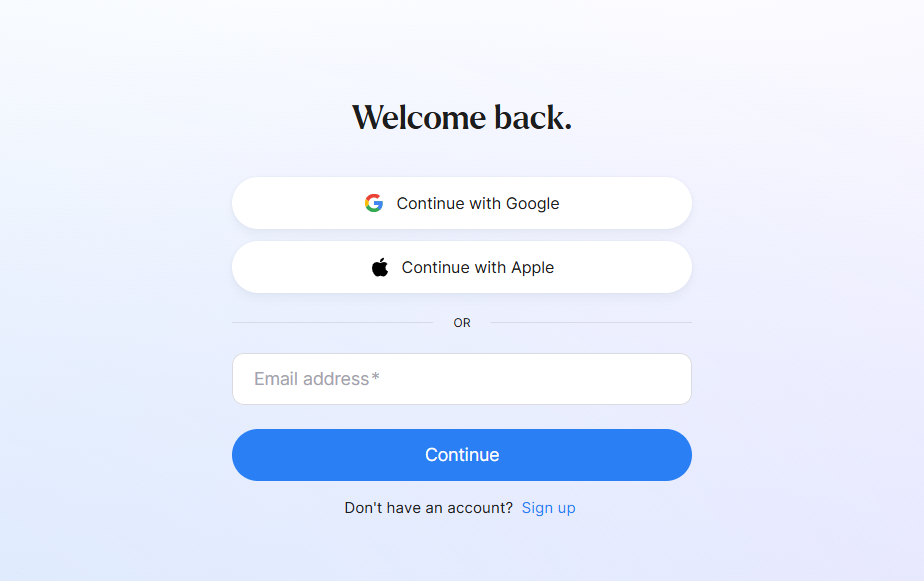 Welcome back.
Continue with Google
Continue with Apple
OR
Email address*
Continue
Don't have an account? Sign up